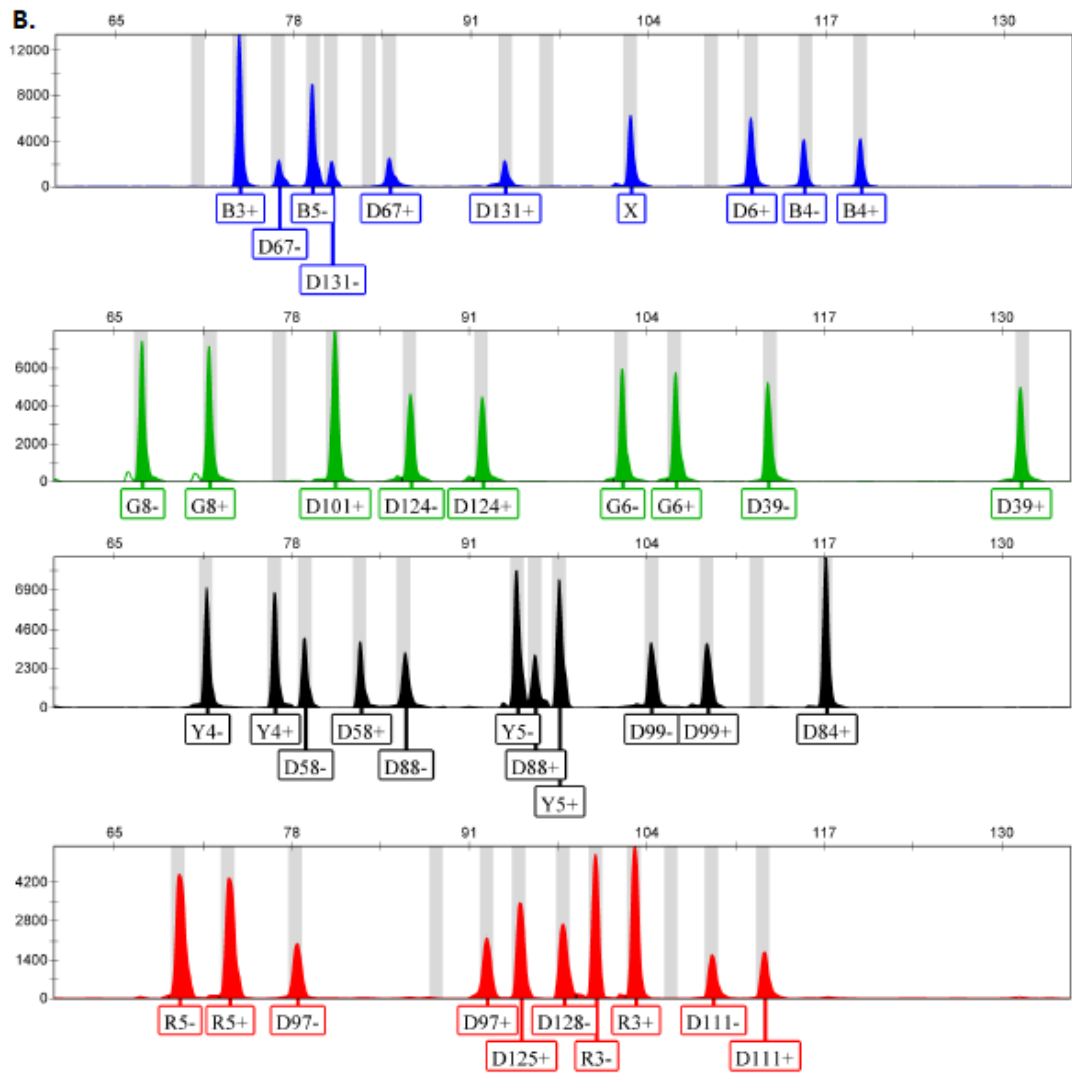 B.
65 78 91 104 117 130
12000
8000
4000
0
B3+ B5- D67+ D131+ X D6+ B4- B4+
D67-
D131-
65 78 91 104 117 130
6000
4000
2000
0
G8- G8+ D101+ D124- D124+ G6- G6+ D39- D39+
65 78 91 104 117 130
6900
4600
2300
0
Y4- Y4+ D58+ Y5- D99- D99+ D84+
D58- D88- D88+
Y5+
65 78 91 104 117 130
4200
2800
1400
0
R5- R5+ D97- D97+ D128- R3+ D111-
D125+ R3- D111+